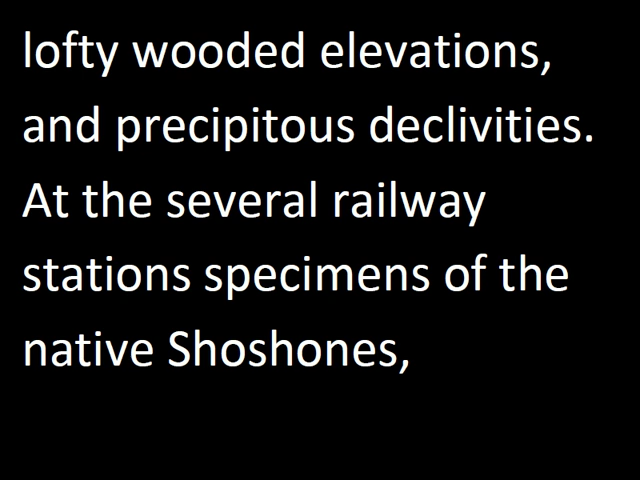 lofty wooded elevations,
and precipitous declivities.
At the several railway
stations specimens of the
native Shoshones,